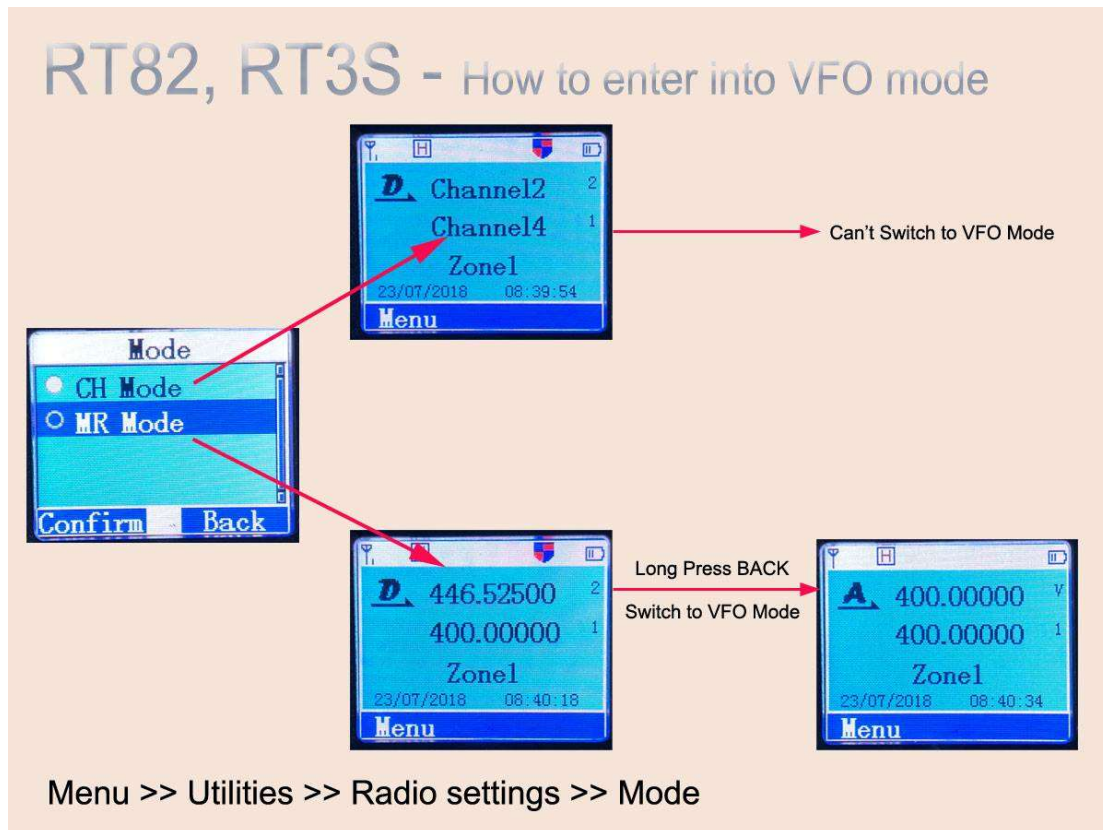 RT82, RT3S - How to enter into VFO mode
H
D Channel2 2
Channel4 1
Zone1
23/07/2018 08:39:54
Menu
Can't Switch to VFO Mode
Mode
CH Mode
MR Mode
Confirm Back
H
D 446.52500 2
400.00000 1
Zone1
23/07/2018 08:40:18
Menu
Long Press BACK
Switch to VFO Mode
H
A 400.00000 V
400.00000 1
Zone1
23/07/2018 08:40:34
Menu
Menu >> Utilities >> Radio settings >> Mode